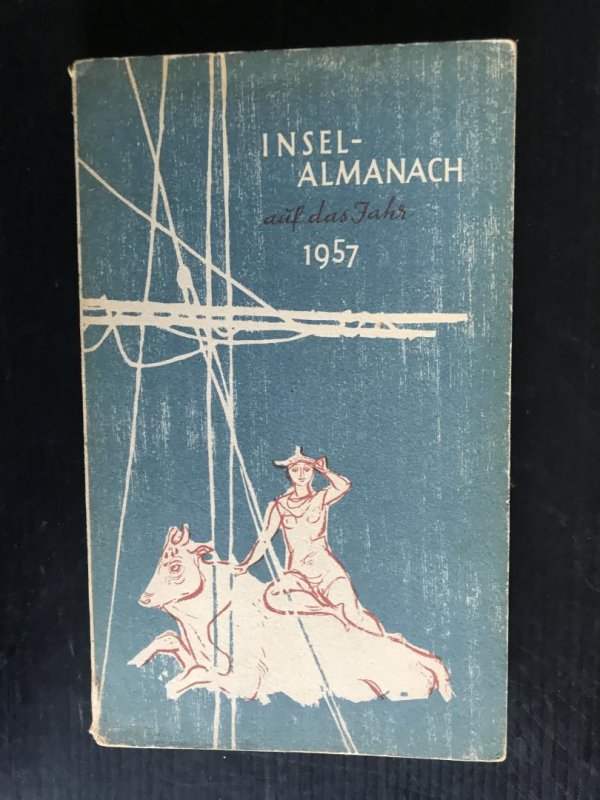 INSEL-
ALMANACH
auf das Jahr
1957